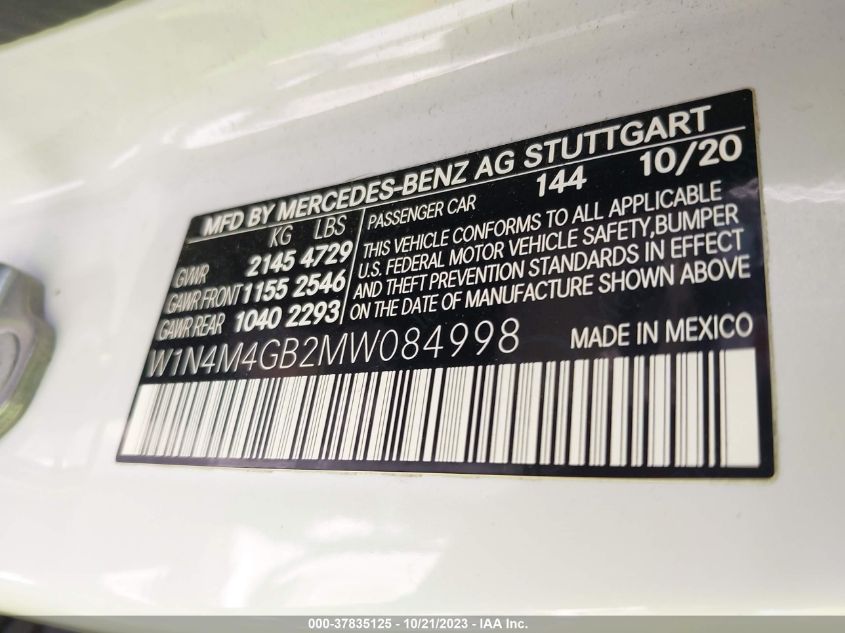 MFD BY MERCEDES-BENZ AG STUTTGART
KG LBS
GVWR 2145 4729
GAWR FRONT 1155 2546
GAWR REAR 1040 2293
PASSENGER CAR 144 10/20
THIS VEHICLE CONFORMS TO ALL APPLICABLE
U.S. FEDERAL MOTOR VEHICLE SAFETY,BUMPER
AND THEFT PREVENTION STANDARDS IN EFFECT
ON THE DATE OF MANUFACTURE SHOWN ABOVE
W1N4M4GB2MW084998 MADE IN MEXICO
000-37835125 - 10/21/2023 - IAA Inc.